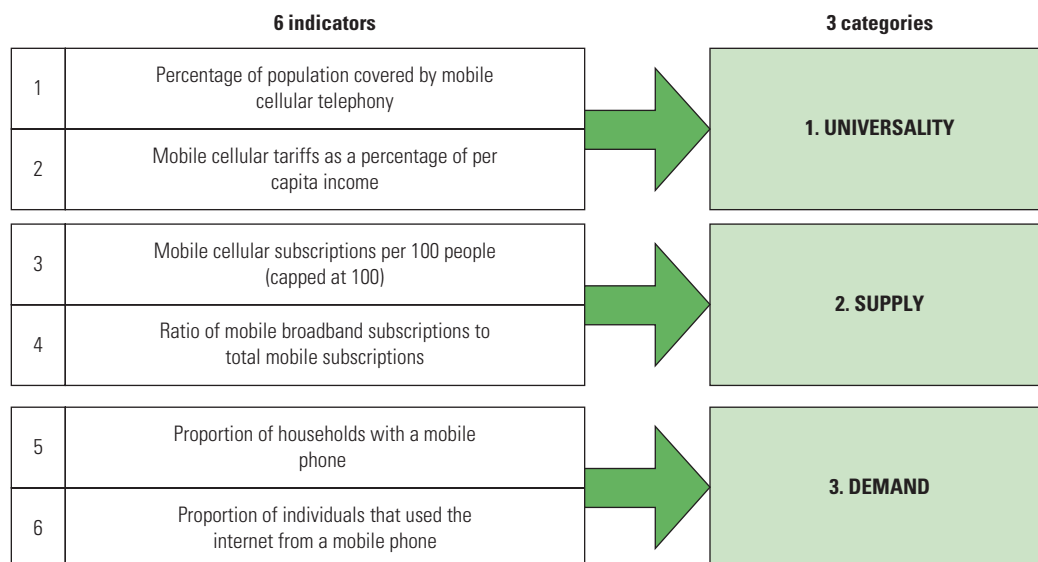 6 indicators
3 categories
1
Percentage of population covered by mobile
cellular telephony
2
Mobile cellular tariffs as a percentage of per
capita income
1. UNIVERSALITY
3
Mobile cellular subscriptions per 100 people
(capped at 100)
4
Ratio of mobile broadband subscriptions to
total mobile subscriptions
2. SUPPLY
5
Proportion of households with a mobile
phone
6
Proportion of individuals that used the
internet from a mobile phone
3. DEMAND